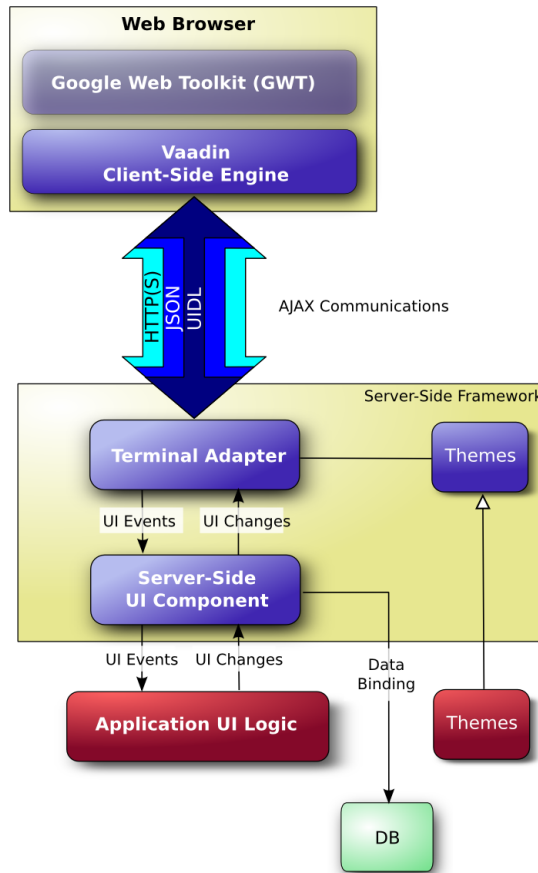 Web Browser
Google Web Toolkit (GWT)
Vaadin
Client-Side Engine
HTTP(S)
JSON
UIDL
AJAX Communications
Server-Side Framework
Terminal Adapter
Themes
UI Events
UI Changes
Server-Side
UI Component
UI Events
UI Changes
Data
Binding
Application UI Logic
Themes
DB